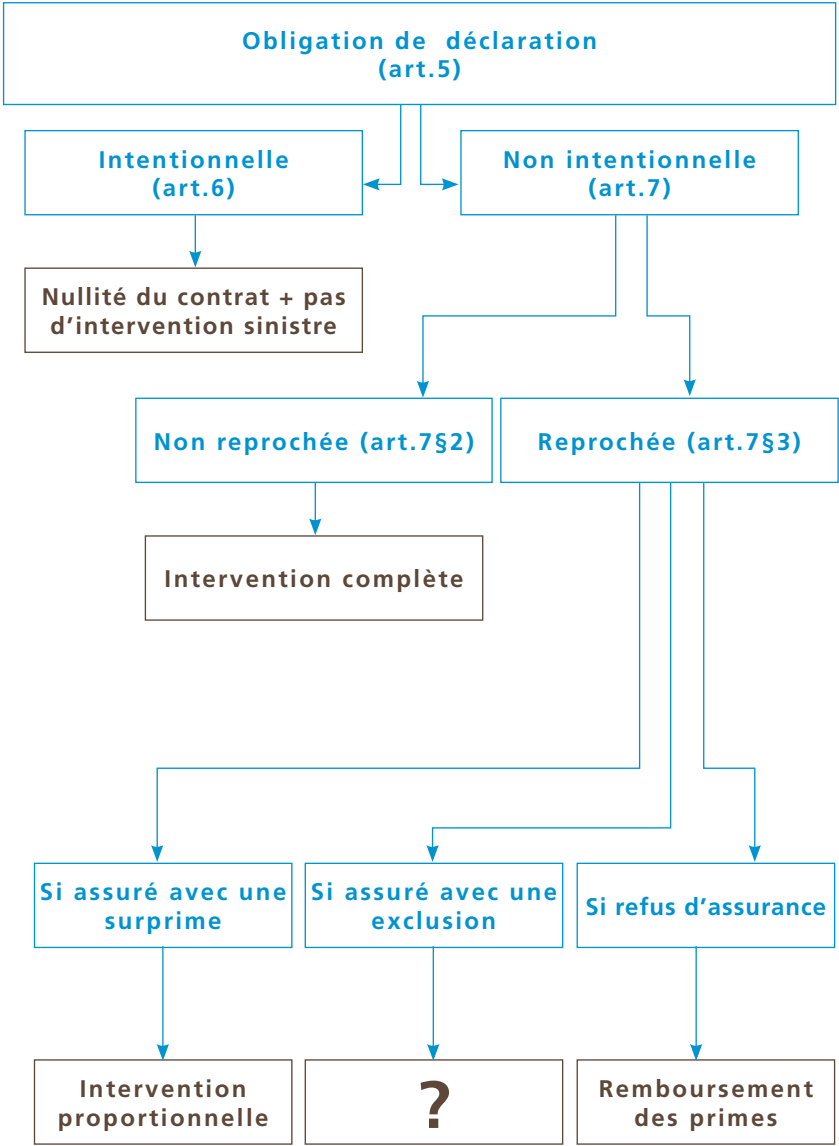 Obligation de déclaration
(art.5)
Intentionnelle
(art.6)
Non intentionnelle
(art.7)
Nullité du contrat + pas
d’intervention sinistre
Non reprochée (art.7§2)
Reprochée (art.7§3)
Intervention complète
Si assuré avec une
surprime
Si assuré avec une
exclusion
Si refus d’assurance
Intervention
proportionnelle
?
Remboursement
des primes